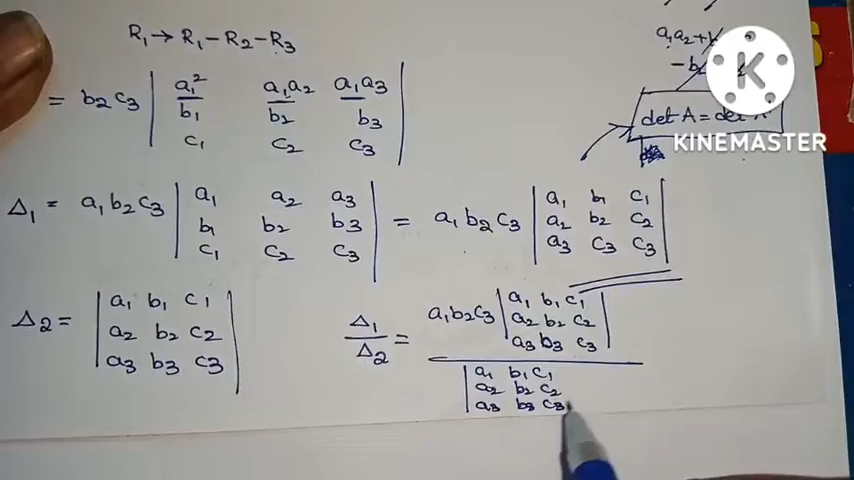 R₁→R₁-R₂-R₃
a₁a₂+b
-b
K
det A = det A
KINEMASTER
= b₂c₃ | a₁² a₁a₂ a₁a₃ |
| b₁ b₂ b₃ |
| c₁ c₂ c₃ |
Δ₁ = a₁b₂c₃ | a₁ a₂ a₃ | = a₁b₂c₃ | a₁ b₁ c₁ |
| b₁ b₂ b₃ | | a₂ b₂ c₂ |
| c₁ c₂ c₃ | | a₃ c₃ c₃ |
Δ₂ = | a₁ b₁ c₁ |
| a₂ b₂ c₂ |
| a₃ b₃ c₃ |
Δ₁/Δ₂ = a₁b₂c₃ | a₁ b₁ c₁ |
| a₂ b₂ c₂ |
| a₃ b₃ c₃ |
| a₁ b₁ c₁ |
| a₂ b₂ c₂ |
| a₃ b₃ c₃ |